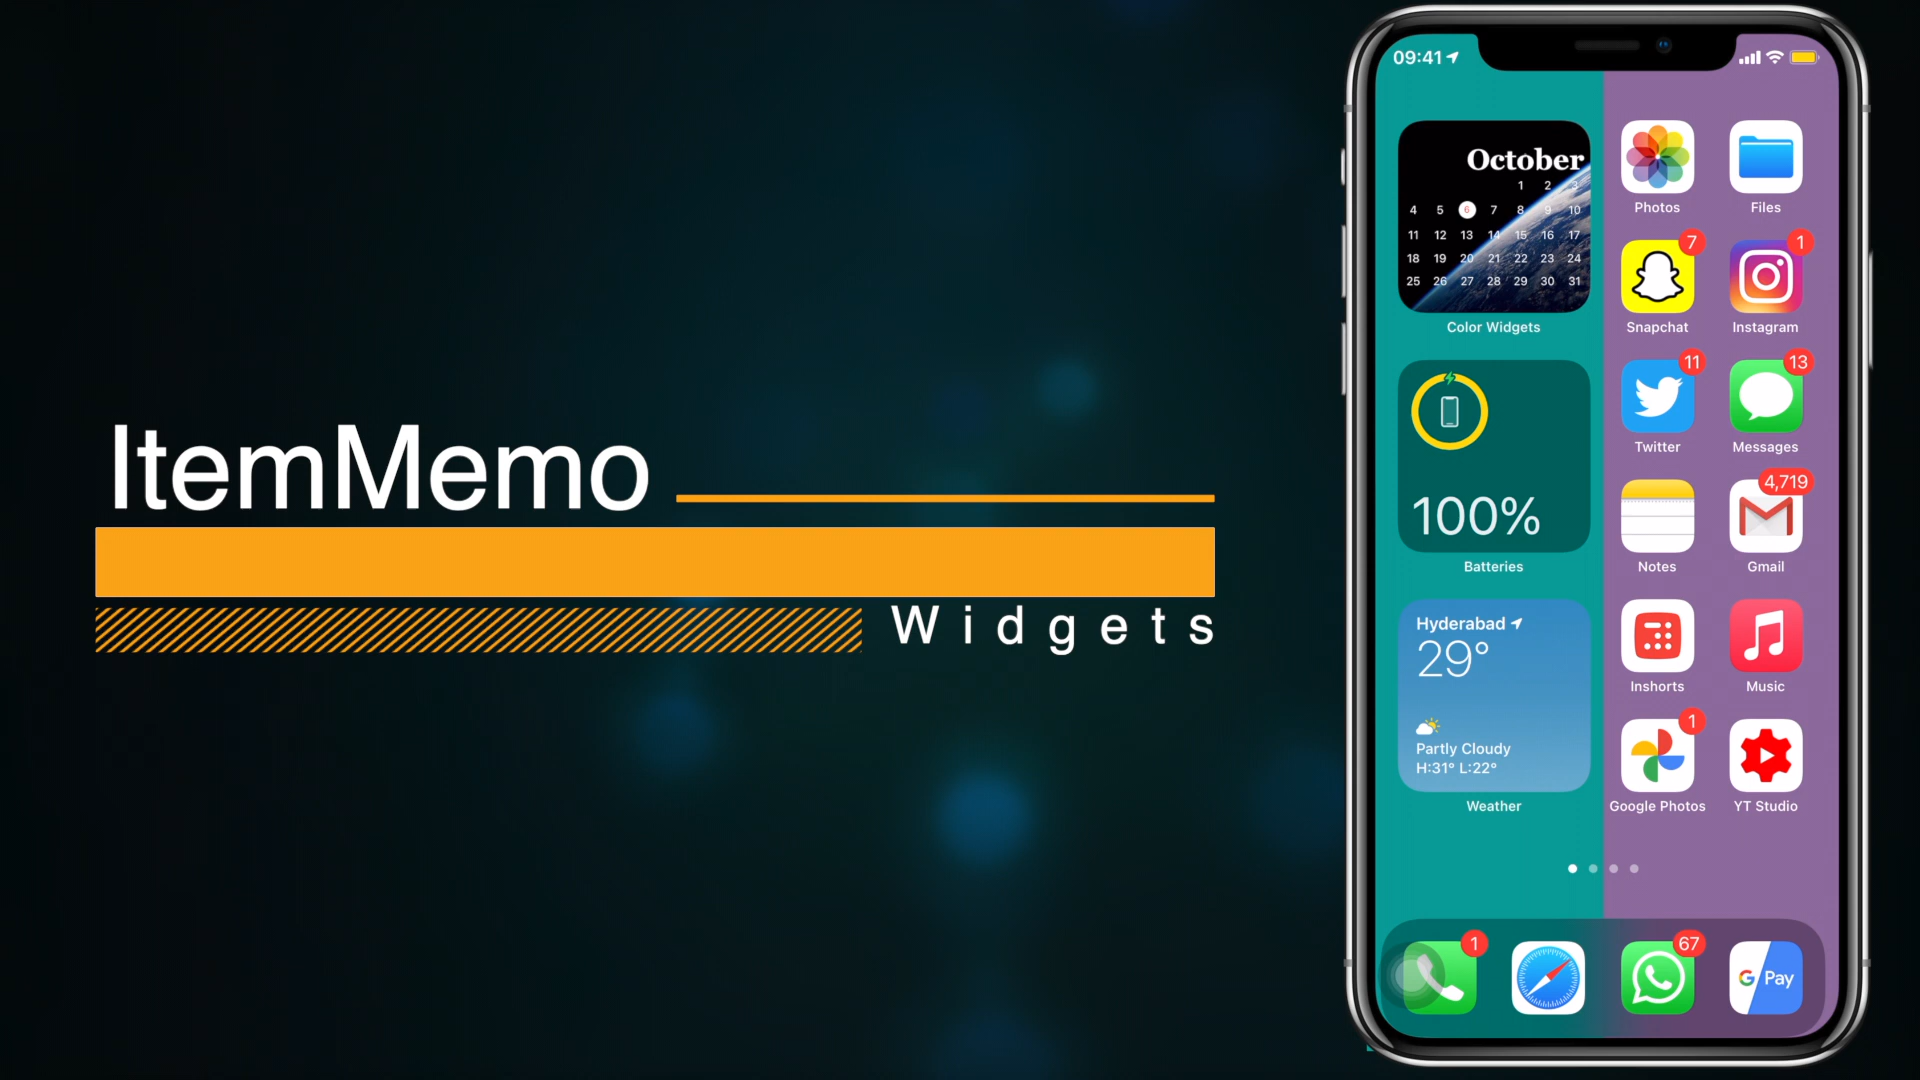 ItemMemo
Widgets
09:41
October
1 2 3
4 5 6 7 8 9 10
11 12 13 14 15 16 17
18 19 20 21 22 23 24
25 26 27 28 29 30 31
Color Widgets
Photos
Files
7
1
Snapchat
Instagram
11
13
100%
Batteries
Twitter
Messages
4,719
Notes
Gmail
Hyderabad
29°
Partly Cloudy
H:31° L:22°
Weather
Inshorts
Music
1
Google Photos
YT Studio
1
67
G Pay